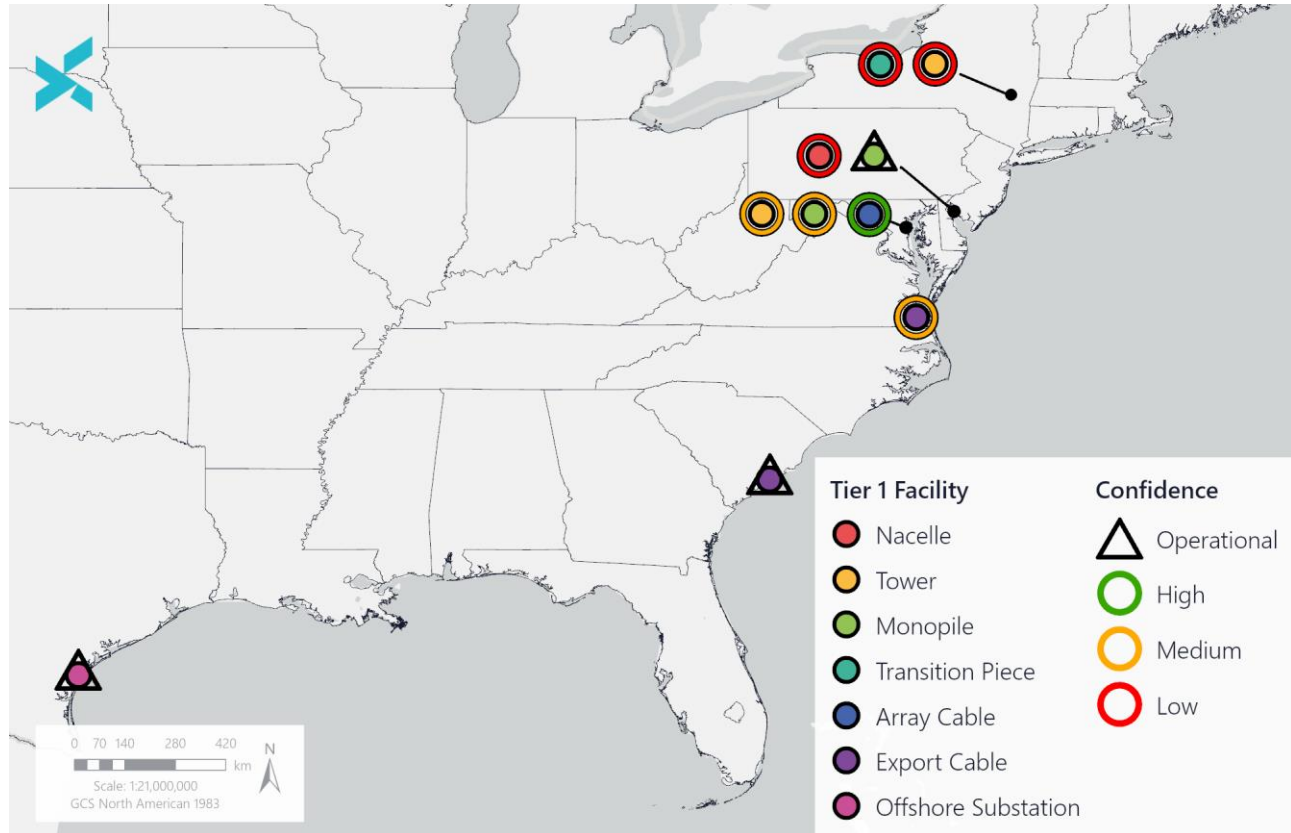 Tier 1 Facility
Nacelle
Tower
Monopile
Transition Piece
Array Cable
Export Cable
Offshore Substation
Confidence
Operational
High
Medium
Low
0 70 140 280 420
km
N
Scale: 1:21,000,000
GCS North American 1983